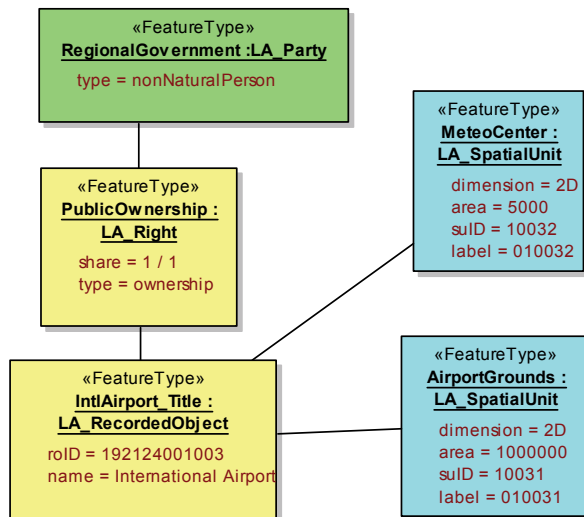 «FeatureType»
RegionalGovernment :LA_Party
type = nonNaturalPerson
«FeatureType»
PublicOwnership :
LA_Right
share = 1 / 1
type = ownership
«FeatureType»
IntlAirport_Title :
LA_RecordedObject
roID = 192124001003
name = International Airport
«FeatureType»
MeteoCenter :
LA_SpatialUnit
dimension = 2D
area = 5000
suID = 10032
label = 010032
«FeatureType»
AirportGrounds :
LA_SpatialUnit
dimension = 2D
area = 1000000
suID = 10031
label = 010031